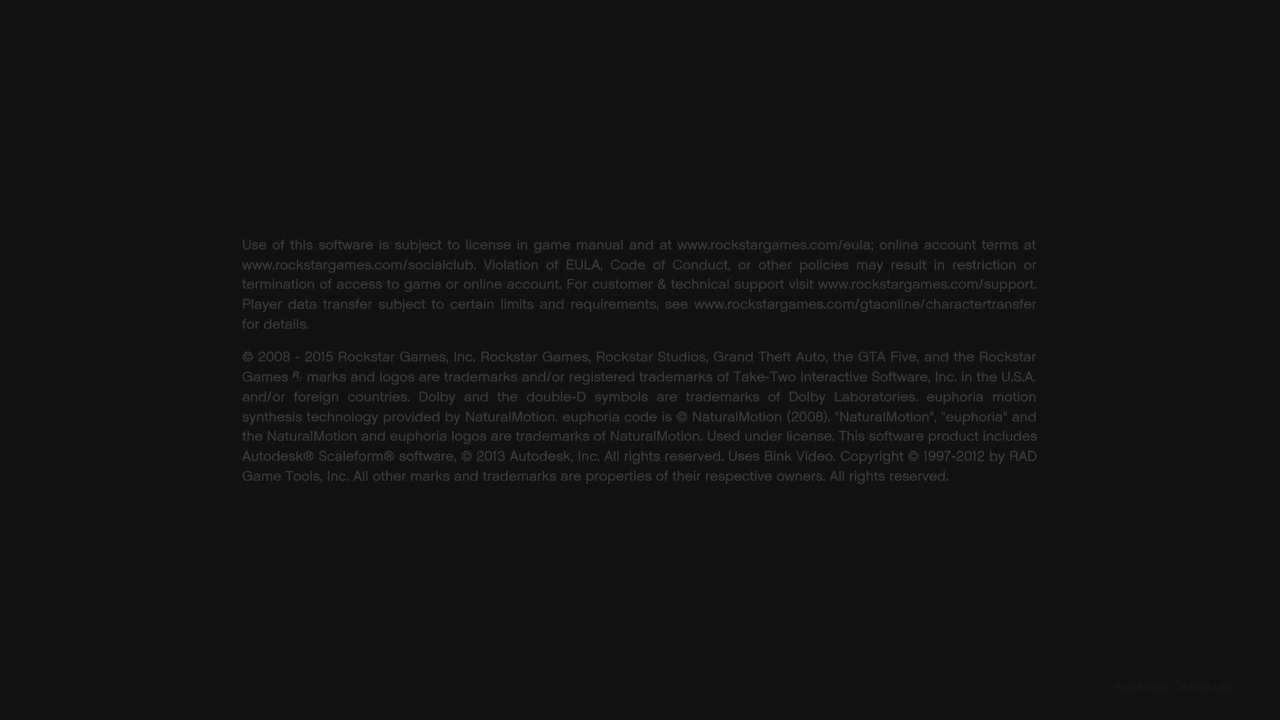 Use of this software is subject to license in game manual and at www.rockstargames.com/eula; online account terms at
www.rockstargames.com/socialclub. Violation of EULA, Code of Conduct, or other policies may result in restriction or
termination of access to game or online account. For customer & technical support visit www.rockstargames.com/support.
Player data transfer subject to certain limits and requirements, see www.rockstargames.com/gtaonline/charactertransfer
for details.
© 2008 - 2015 Rockstar Games, Inc. Rockstar Games, Rockstar Studios, Grand Theft Auto, the GTA Five, and the Rockstar
Games R marks and logos are trademarks and/or registered trademarks of Take-Two Interactive Software, Inc. in the U.S.A.
and/or foreign countries. Dolby and the double-D symbols are trademarks of Dolby Laboratories. euphoria motion
synthesis technology provided by NaturalMotion. euphoria code is © NaturalMotion (2008). "NaturalMotion", "euphoria" and
the NaturalMotion and euphoria logos are trademarks of NaturalMotion. Used under license. This software product includes
Autodesk® Scaleform® software, © 2013 Autodesk, Inc. All rights reserved. Uses Bink Video. Copyright © 1997-2012 by RAD
Game Tools, Inc. All other marks and trademarks are properties of their respective owners. All rights reserved.